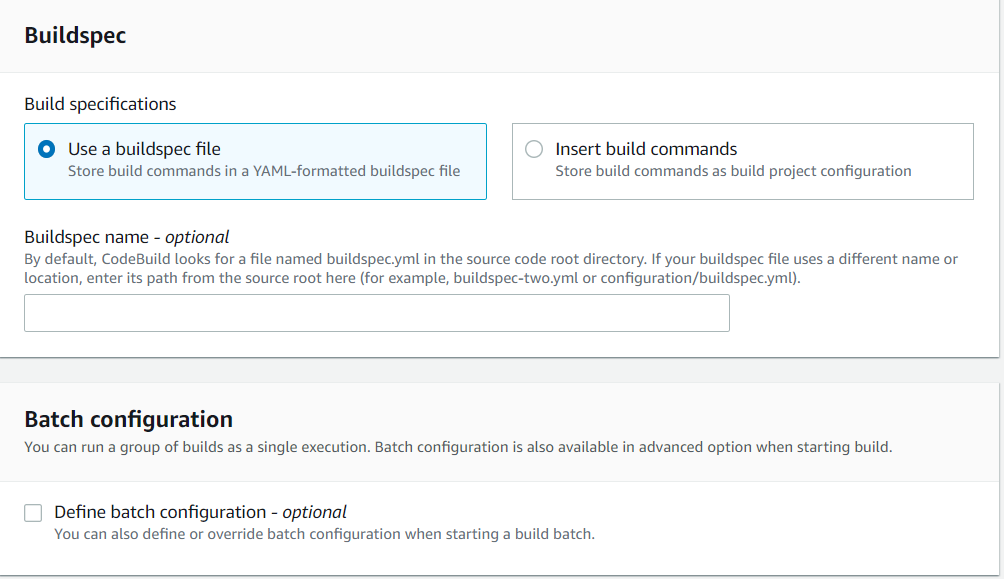 Buildspec
Build specifications
Use a buildspec file
Store build commands in a YAML-formatted buildspec file
Insert build commands
Store build commands as build project configuration
Buildspec name - optional
By default, CodeBuild looks for a file named buildspec.yml in the source code root directory. If your buildspec file uses a different name or
location, enter its path from the source root here (for example, buildspec-two.yml or configuration/buildspec.yml).
Batch configuration
You can run a group of builds as a single execution. Batch configuration is also available in advanced option when starting build.
Define batch configuration - optional
You can also define or override batch configuration when starting a build batch.